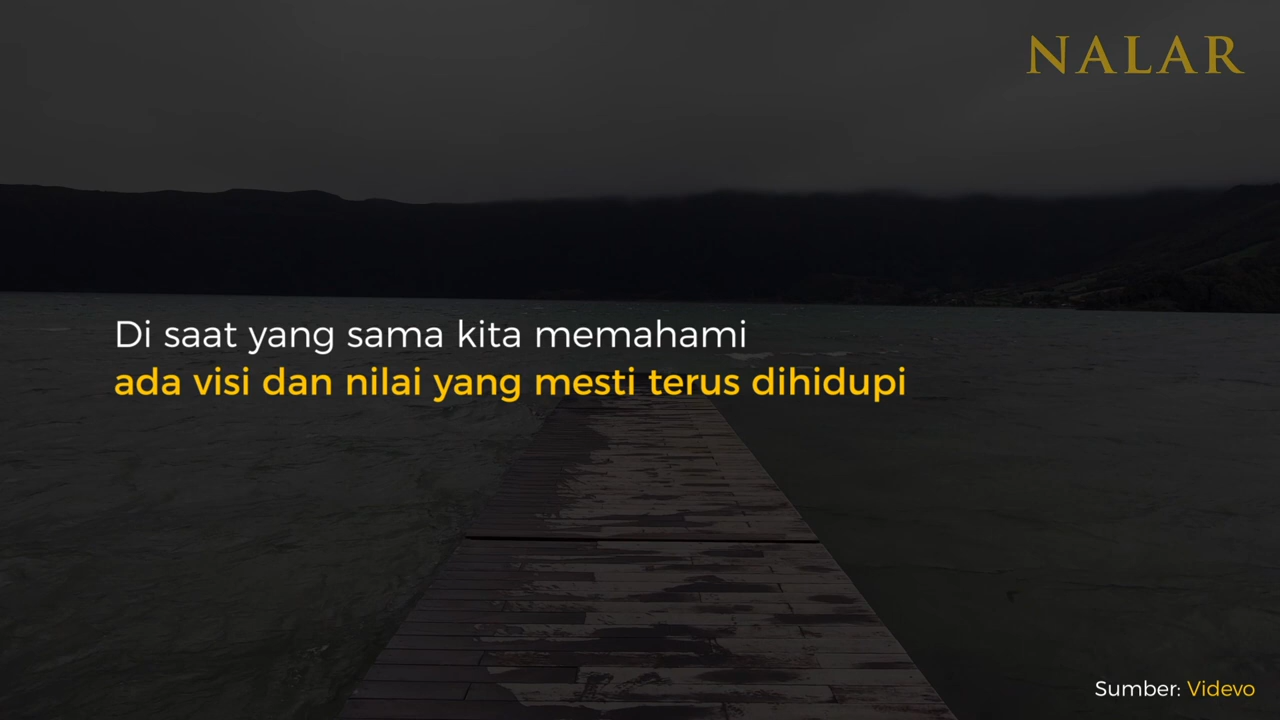 NALAR
Di saat yang sama kita memahami
ada visi dan nilai yang mesti terus dihidupi
Sumber: Videvo